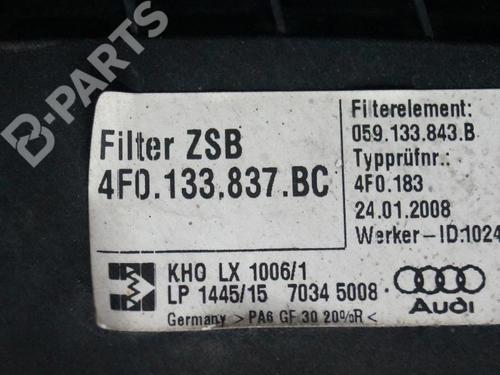 B-PARTS
Filter ZSB
4F0.133.837.BC
Filterelement:
059.133.843.B
Typprüfnr.:
4F0.183
24.01.2008
Werker-ID:1024
KHO LX 1006/1
LP 1445/15 7034 5008.
Germany > PA6 GF 30 20%R <
Audi